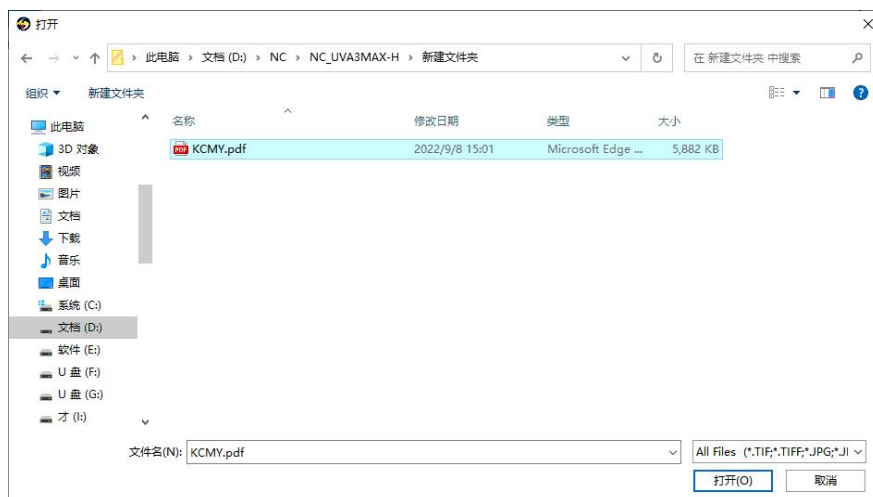 打开
此电脑 › 文档 (D:) › NC › NC_UVA3MAX-H › 新建文件夹
在 新建文件夹 中搜索
组织
新建文件夹
名称 修改日期 类型 大小
KCMY.pdf 2022/9/8 15:01 Microsoft Edge ... 5,882 KB
此电脑
3D 对象
视频
图片
文档
下载
音乐
桌面
系统 (C:)
文档 (D:)
软件 (E:)
U 盘 (F:)
U 盘 (G:)
才 (I:)
文件名(N): KCMY.pdf
All Files (*.TIF;*.TIFF;*.JPG;*.JI
打开(O) 取消